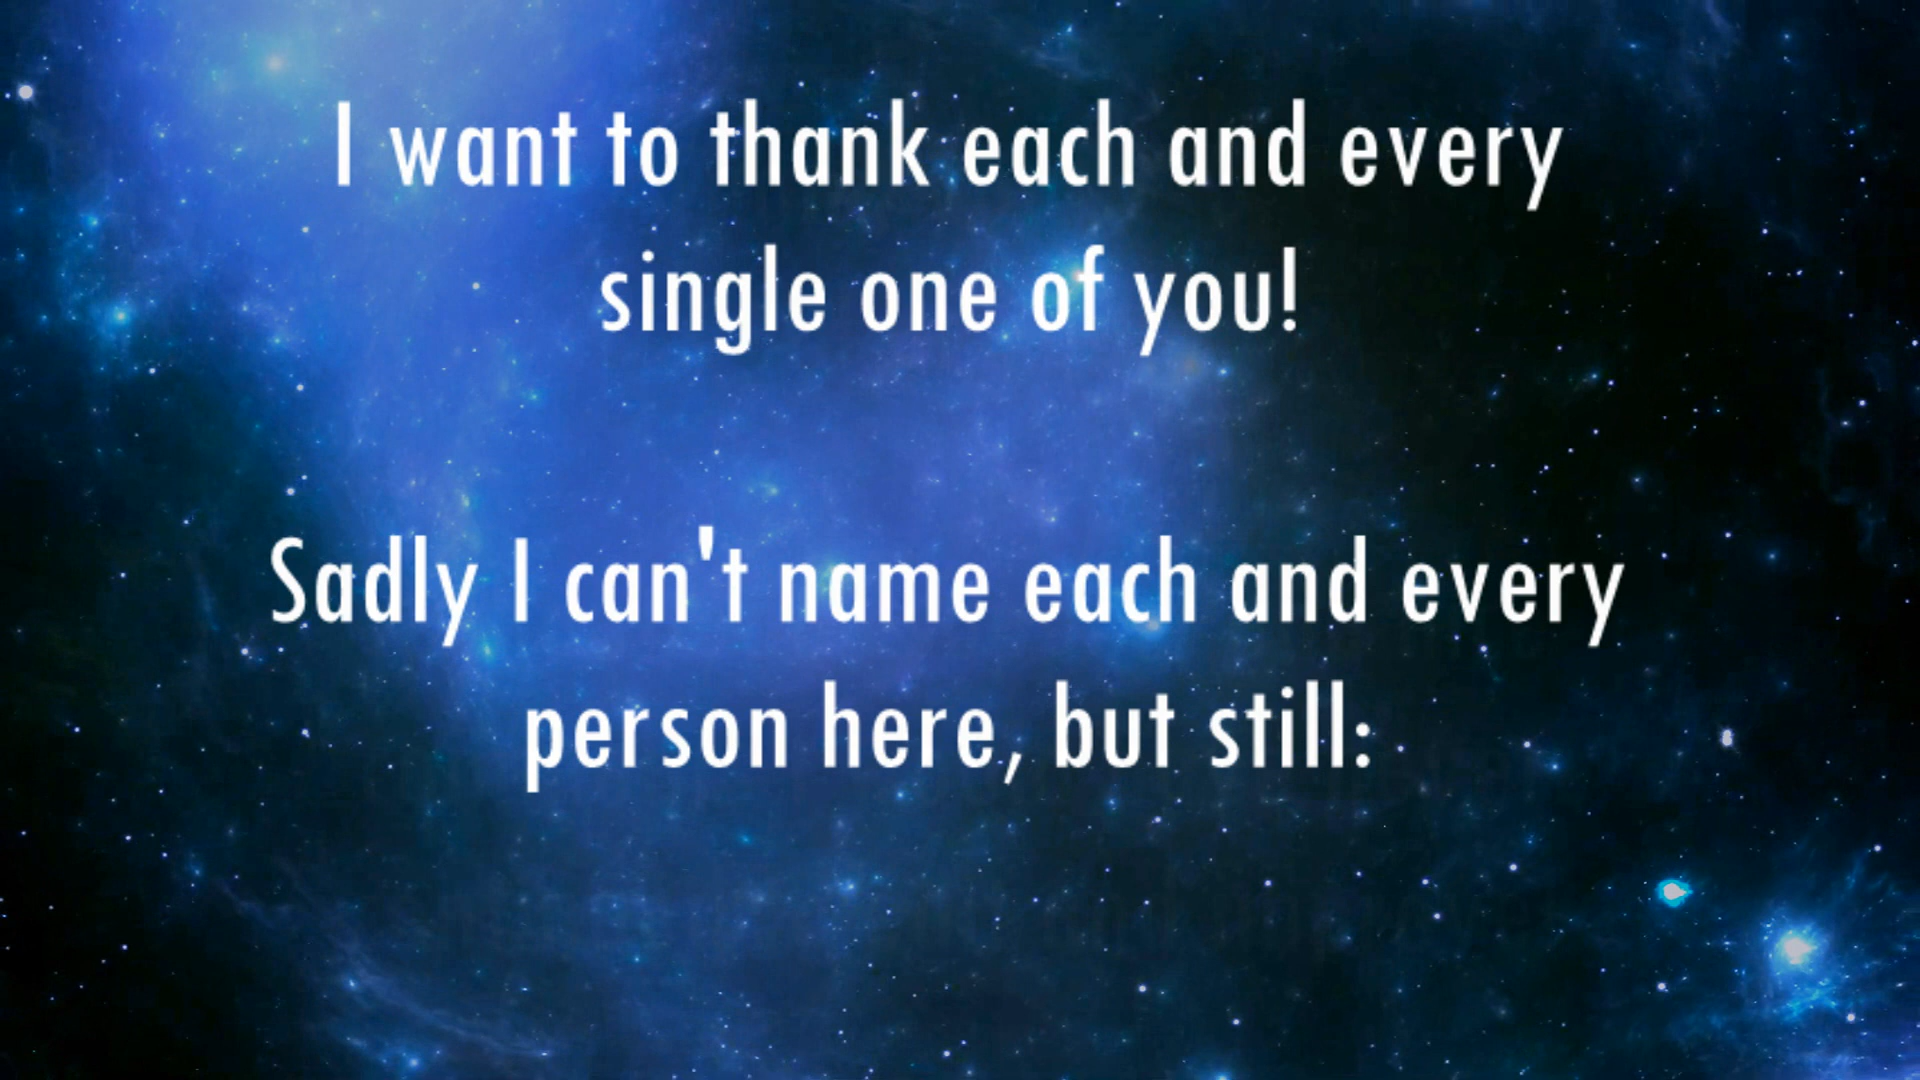 I want to thank each and every
single one of you!
Sadly I can't name each and every
person here, but still: